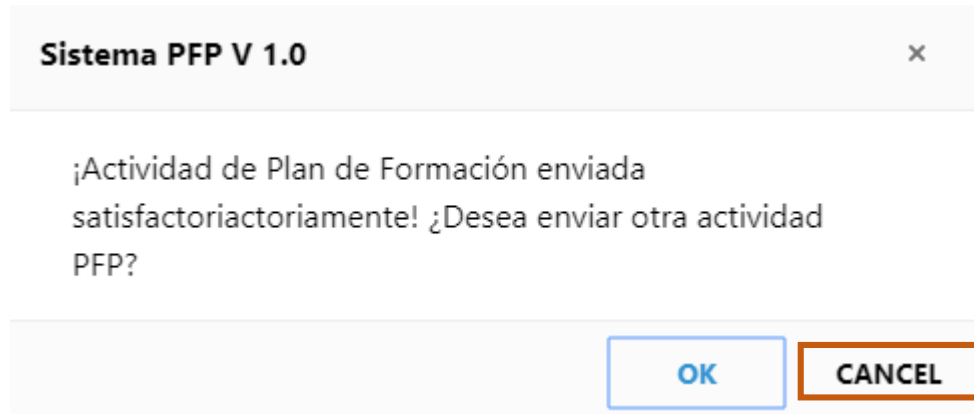 Sistema PFP V 1.0 ×
¡Actividad de Plan de Formación enviada
satisfactoriactoriamente! ¿Desea enviar otra actividad
PFP?
OK CANCEL